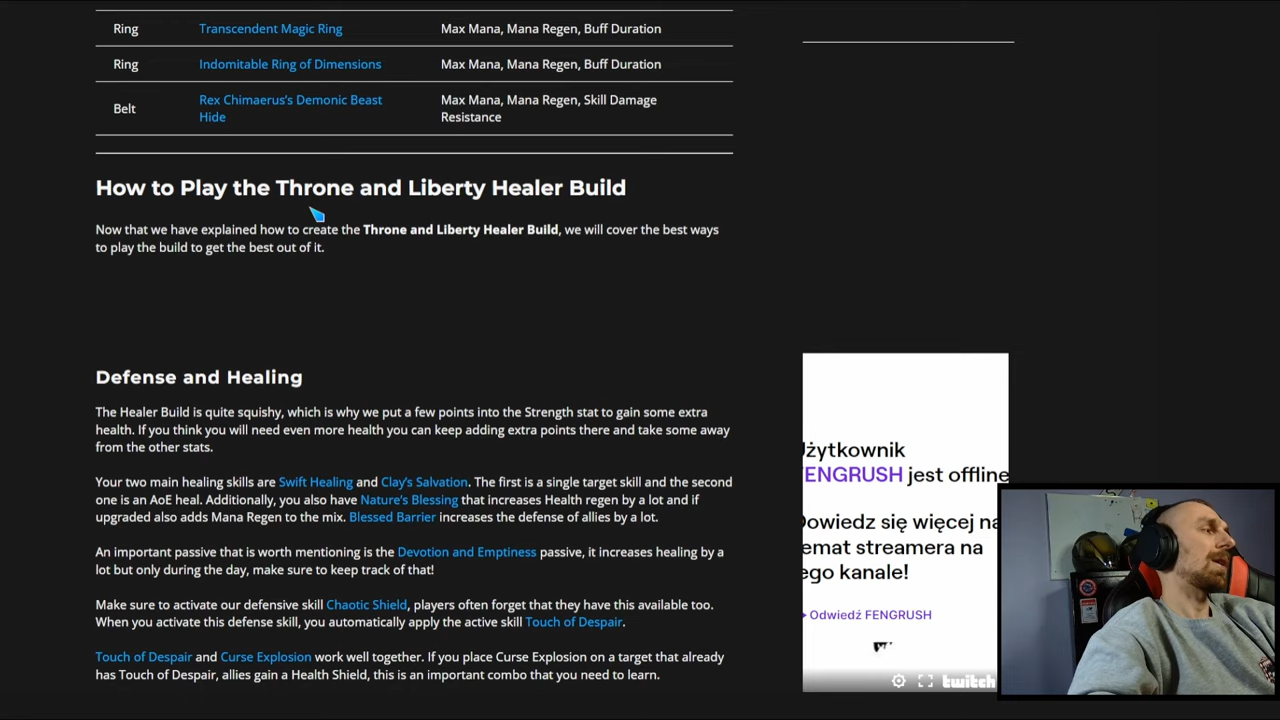 Ring Transcendent Magic Ring Max Mana, Mana Regen, Buff Duration
Ring Indomitable Ring of Dimensions Max Mana, Mana Regen, Buff Duration
Belt Rex Chimaerus's Demonic Beast Hide Max Mana, Mana Regen, Skill Damage Resistance
How to Play the Throne and Liberty Healer Build
Now that we have explained how to create the Throne and Liberty Healer Build, we will cover the best ways
to play the build to get the best out of it.
Defense and Healing
The Healer Build is quite squishy, which is why we put a few points into the Strength stat to gain some extra
health. If you think you will need even more health you can keep adding extra points there and take some away
from the other stats.
Your two main healing skills are Swift Healing and Clay's Salvation. The first is a single target skill and the second
one is an AoE heal. Additionally, you also have Nature's Blessing that increases Health regen by a lot and if
upgraded also adds Mana Regen to the mix. Blessed Barrier increases the defense of allies by a lot.
An important passive that is worth mentioning is the Devotion and Emptiness passive, it increases healing by a
lot but only during the day, make sure to keep track of that!
Make sure to activate our defensive skill Chaotic Shield, players often forget that they have this available too.
When you activate this defense skill, you automatically apply the active skill Touch of Despair.
Touch of Despair and Curse Explosion work well together. If you place Curse Explosion on a target that already
has Touch of Despair, allies gain a Health Shield, this is an important combo that you need to learn.
żytkownik
ENGRUSH jest offline
owiedz się więcej na
emat streamera na
ego kanale!
Odwiedź FENGRUSH
twitch